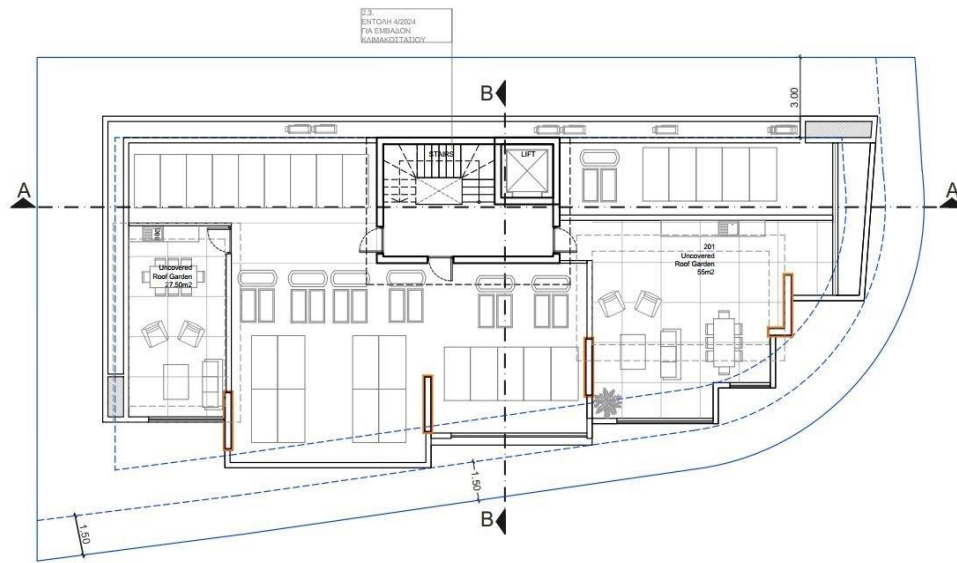 2.3.
ΕΝΤΟΛΗ 4/2024
ΓΙΑ ΕΜΒΑΔΟΝ
ΚΛΙΜΑΚΟΣΤΑΣΙΟΥ
B
3.00
STAIRS
LIFT
A
A
201
Uncovered
Roof Garden
55m2
Uncovered
Roof Garden
27.50m2
1.50
B
1.50